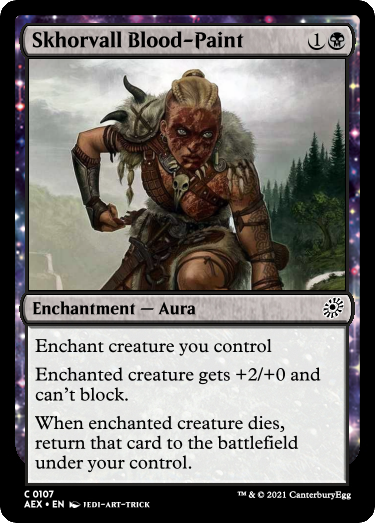 Skhorvall Blood-Paint 1
Enchantment — Aura
Enchant creature you control
Enchanted creature gets +2/+0 and
can't block.
When enchanted creature dies,
return that card to the battlefield
under your control.
C 0107
AEX • EN JEDI-ART-TRICK
™ & © 2021 CanterburyEgg